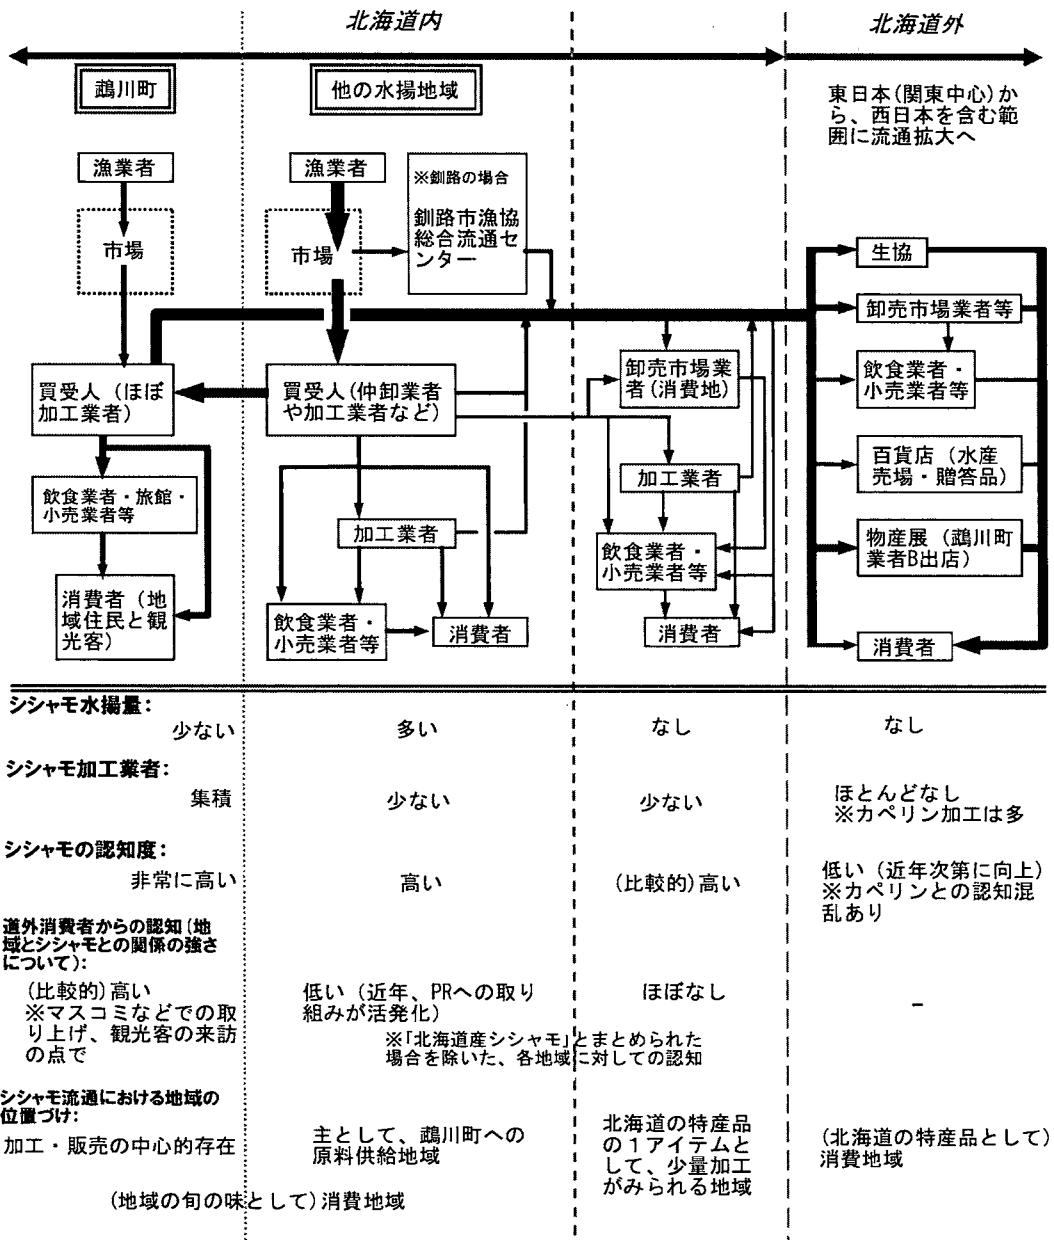 北海道内
北海道外
鵡川町
他の水揚地域
東日本(関東中心)か
ら、西日本を含む範
囲に流通拡大へ
漁業者
市場
漁業者
市場
※釧路の場合
釧路市漁協
総合流通セ
ンター
買受人（ほぼ
加工業者）
飲食業者・旅館・
小売業者等
消費者（地
域住民と観
光客）
買受人(仲卸業者
や加工業者など)
加工業者
飲食業者・
小売業者等
消費者
卸売市場業
者(消費地)
加工業者
飲食業者・
小売業者等
消費者
生協
卸売市場業者等
飲食業者・
小売業者等
百貨店（水産
売場・贈答品）
物産展（鵡川町
業者B出店）
消費者
シシャモ水揚量：
少ない
多い
なし
なし
シシャモ加工業者：
集積
少ない
少ない
ほとんどなし
※カペリン加工は多
シシャモの認知度：
非常に高い
高い
(比較的)高い
低い（近年次第に向上）
※カペリンとの認知混
乱あり
道外消費者からの認知(地
域とシシャモとの関係の強さ
について)：
(比較的)高い
※マスコミなどでの取
り上げ、観光客の来訪
の点で
低い（近年、PRへの取り
組みが活発化）
ほぼなし
－
※「北海道産シシャモ」とまとめられた
場合を除いた、各地域に対しての認知
シシャモ流通における地域の
位置づけ：
加工・販売の中心的存在
主として、鵡川町への
原料供給地域
北海道の特産品
の１アイテムと
して、少量加工
がみられる地域
(北海道の特産品として)
消費地域
(地域の旬の味として)消費地域